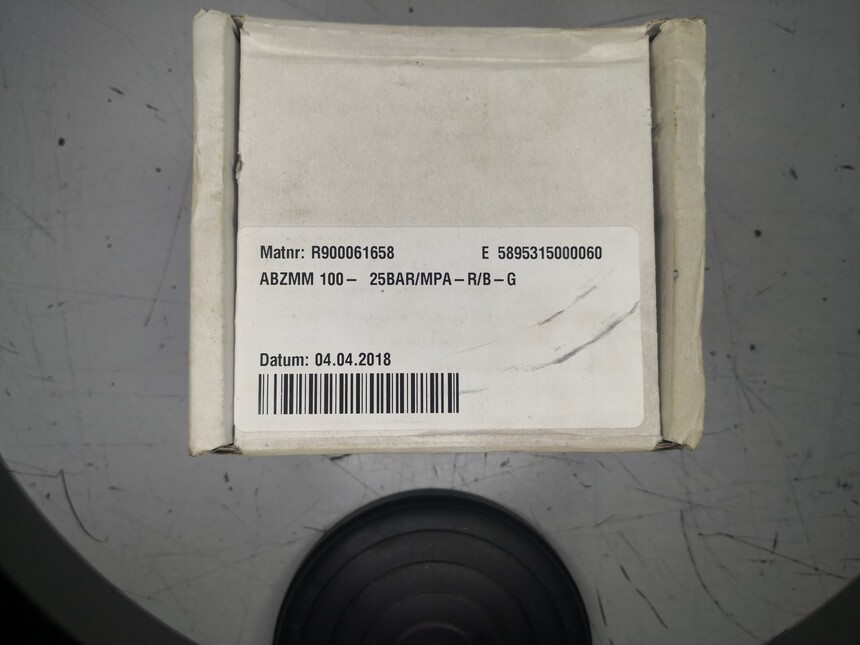 Matnr: R900061658 E 5895315000060
ABZMM 100- 25BAR/MPA-R/B-G
Datum: 04.04.2018